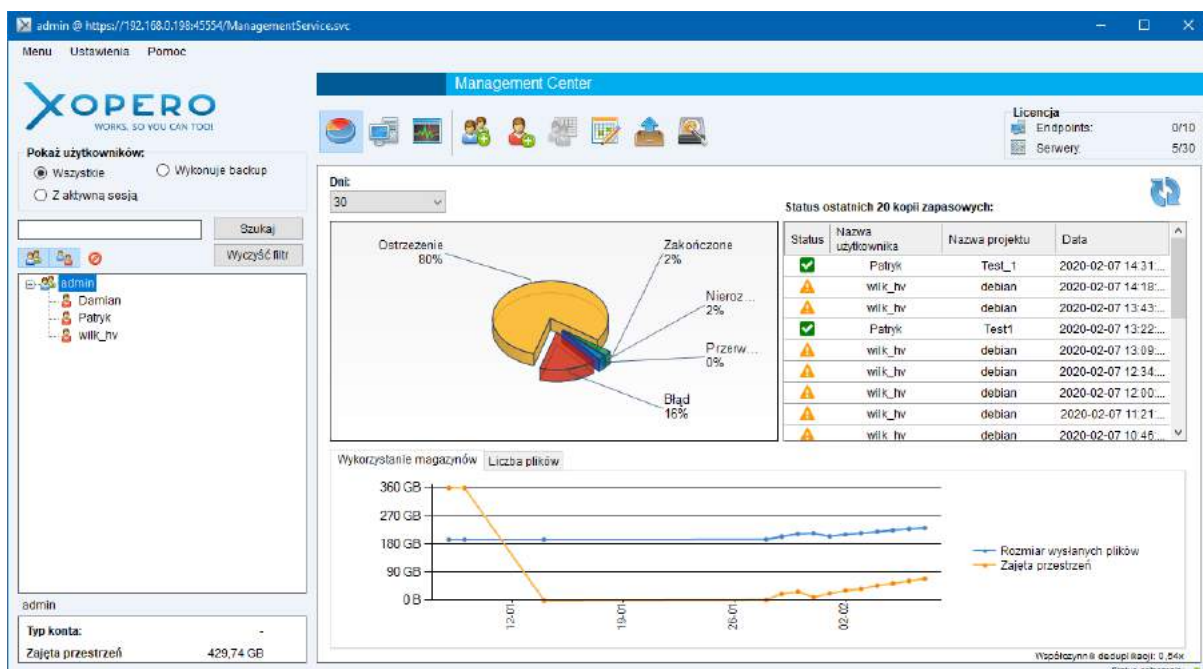 admin @ https://192.168.0.198:45554/ManagementService.svc
Menu Ustawienia Pomoc
XOPERO
WORKS, SO YOU CAN TOO!
Management Center
Licencja
Endpoints: 0/10
Serwery: 5/30
Pokaż użytkowników:
Wszystkie
Wykonuje backup
Z aktywną sesją
Szukaj
Wyczyść filtr
admin
Damian
Patryk
wilk_hv
admin
Typ konta: -
Zajęta przestrzeń 429,74 GB
Dni:
30
Ostrzeżenie
80%
Zakończone
2%
Nieroz...
2%
Przerw...
0%
Błąd
16%
Status ostatnich 20 kopii zapasowych:
Status Nazwa użytkownika Nazwa projektu Data
Patryk Test_1 2020-02-07 14:31:...
wilk_hv debian 2020-02-07 14:18:...
wilk_hv debian 2020-02-07 13:43:...
Patryk Test1 2020-02-07 13:22:...
wilk_hv debian 2020-02-07 13:09:...
wilk_hv debian 2020-02-07 12:34:...
wilk_hv debian 2020-02-07 12:00:...
wilk_hv debian 2020-02-07 11:21:...
wilk_hv debian 2020-02-07 10:46:...
Wykorzystanie magazynów Liczba plików
360 GB
270 GB
180 GB
90 GB
0 B
12-01
19-01
26-01
02-02
Rozmiar wysłanych plików
Zajęta przestrzeń
Współczynnik deduplikacji: 0,54x